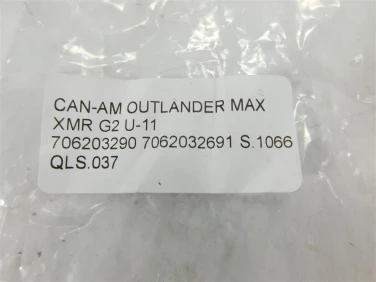 CAN-AM OUTLANDER MAX
XMR G2 U-11
706203290 7062032691 S.1066
QLS.037